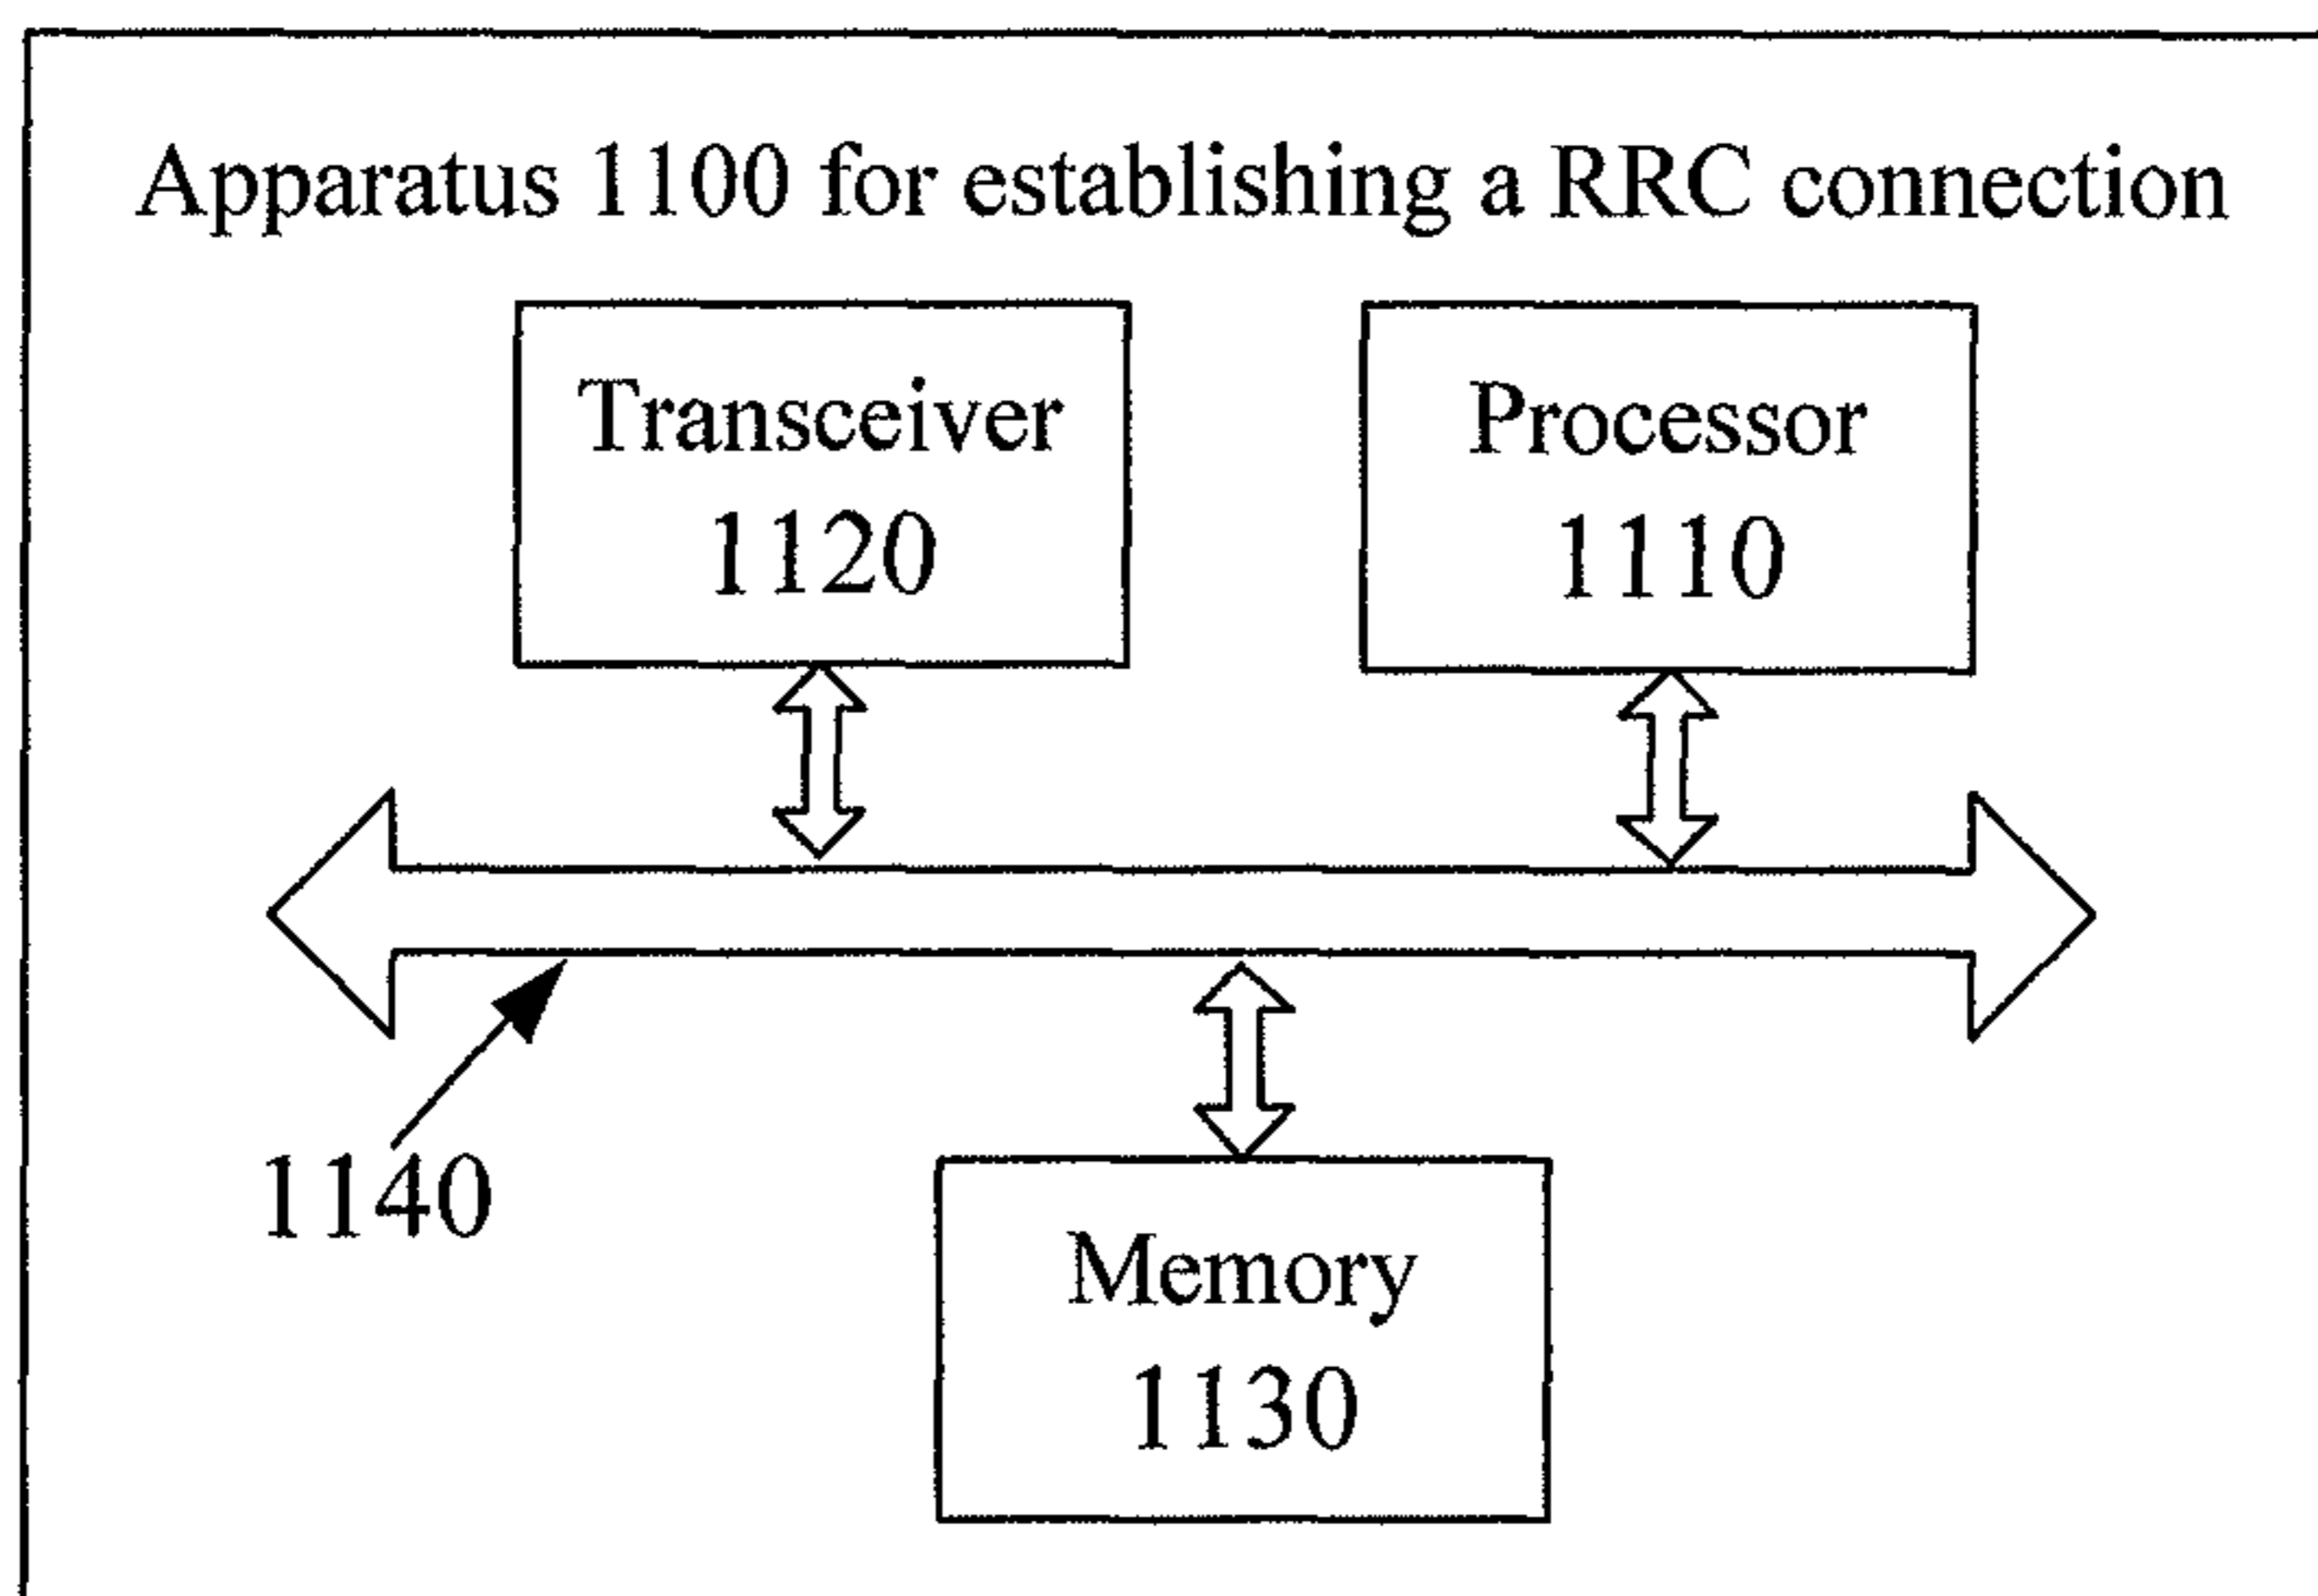 Apparatus 1100 for establishing a RRC connection
Transceiver
1120
Processor
1110
1140
Memory
1130